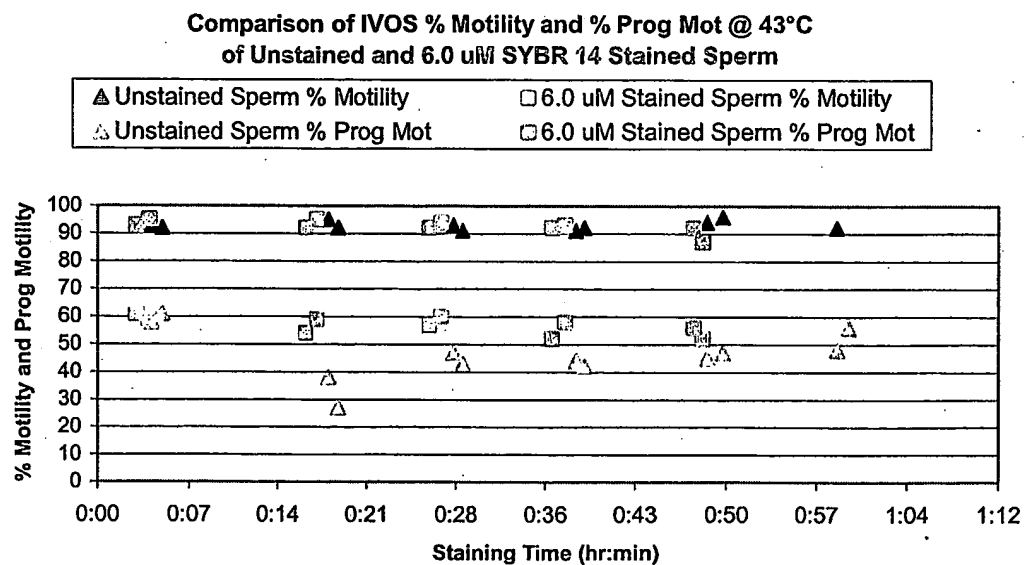 Comparison of IVOS % Motility and % Prog Mot @ 43°C
of Unstained and 6.0 uM SYBR 14 Stained Sperm
Unstained Sperm % Motility
6.0 uM Stained Sperm % Motility
Unstained Sperm % Prog Mot
6.0 uM Stained Sperm % Prog Mot
% Motility and Prog Motility
100
90
80
70
60
50
40
30
20
10
0
0:00 0:07 0:14 0:21 0:28 0:36 0:43 0:50 0:57 1:04 1:12
Staining Time (hr:min)